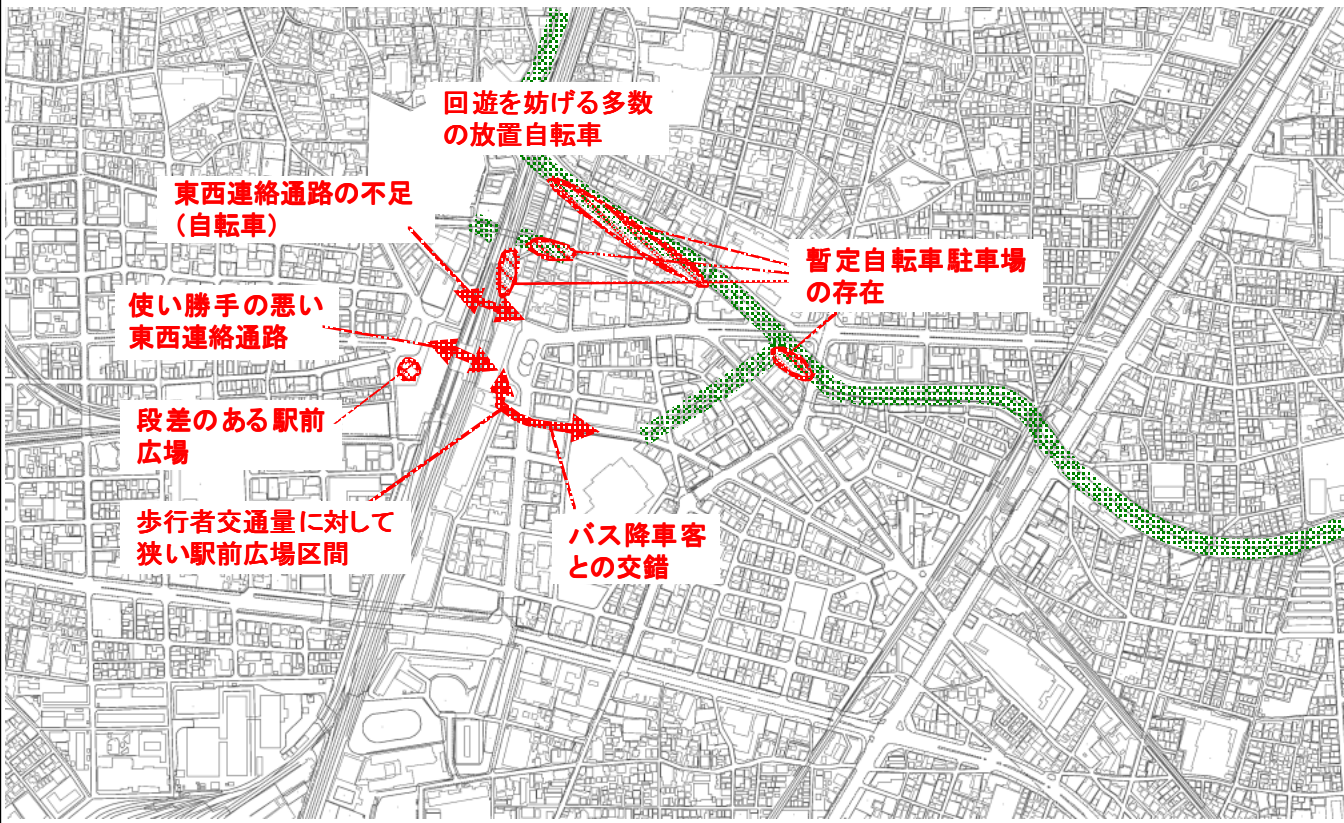 回遊を妨げる多数
の放置自転車
東西連絡通路の不足
（自転車）
暫定自転車駐車場
の存在
使い勝手の悪い
東西連絡通路
段差のある駅前
広場
歩行者交通量に対して
狭い駅前広場区間
バス降車客
との交錯